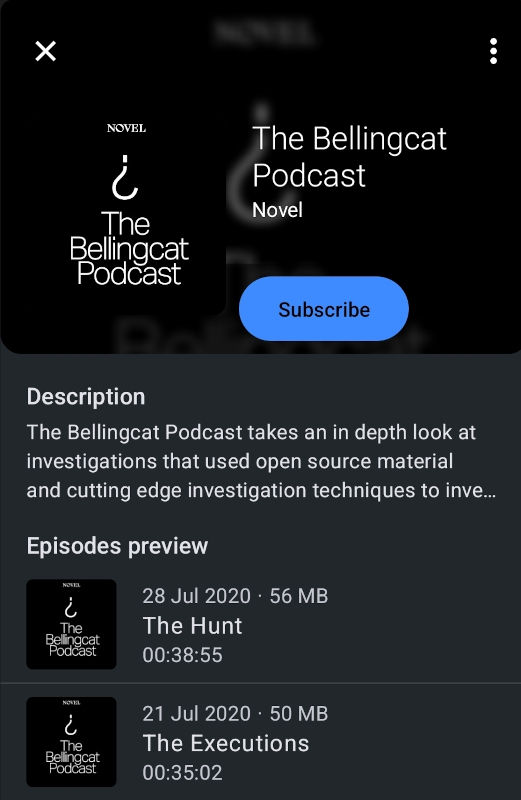 NOVEL
NOVEL
¿
The
Bellingcat
Podcast
The Bellingcat
Podcast
Novel
Subscribe
Description
The Bellingcat Podcast takes an in depth look at
investigations that used open source material
and cutting edge investigation techniques to inve…
Episodes preview
NOVEL
¿
The
Bellingcat
Podcast
28 Jul 2020 · 56 MB
The Hunt
00:38:55
NOVEL
¿
The
Bellingcat
Podcast
21 Jul 2020 · 50 MB
The Executions
00:35:02